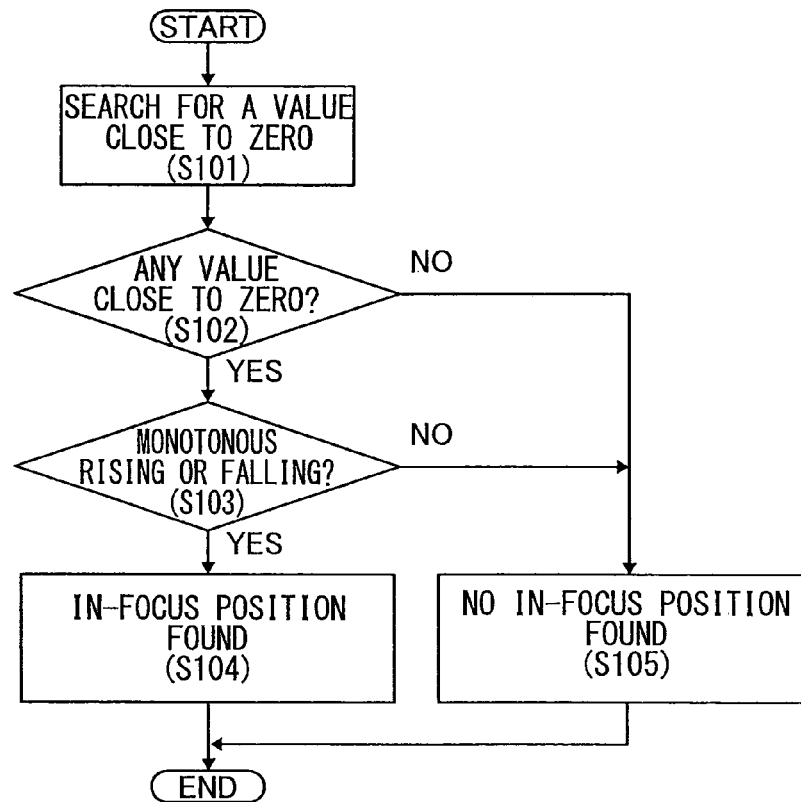 START
SEARCH FOR A VALUE
CLOSE TO ZERO
(S101)
ANY VALUE
CLOSE TO ZERO?
(S102)
NO
YES
MONOTONOUS
RISING OR FALLING?
(S103)
NO
YES
IN-FOCUS POSITION
FOUND
(S104)
NO IN-FOCUS POSITION
FOUND
(S105)
END